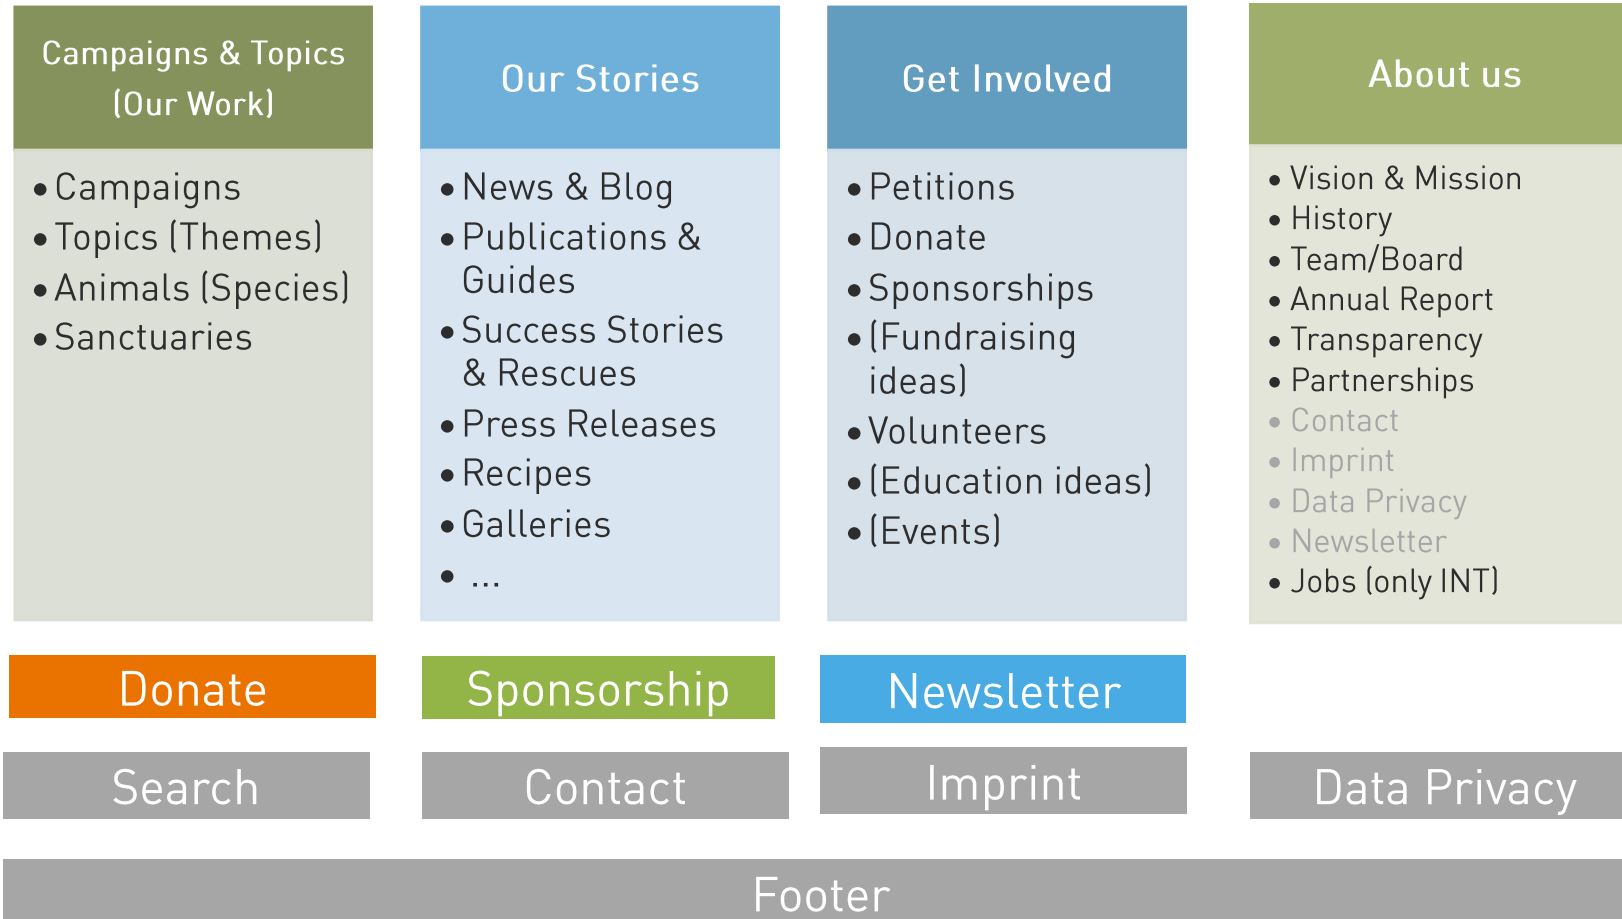 Campaigns & Topics
(Our Work)
• Campaigns
• Topics (Themes)
• Animals (Species)
• Sanctuaries
Our Stories
• News & Blog
• Publications &
Guides
• Success Stories
& Rescues
• Press Releases
• Recipes
• Galleries
• ...
Get Involved
• Petitions
• Donate
• Sponsorships
• (Fundraising
ideas)
• Volunteers
• (Education ideas)
• (Events)
About us
• Vision & Mission
• History
• Team/Board
• Annual Report
• Transparency
• Partnerships
• Contact
• Imprint
• Data Privacy
• Newsletter
• Jobs (only INT)
Donate
Sponsorship
Newsletter
Search
Contact
Imprint
Data Privacy
Footer